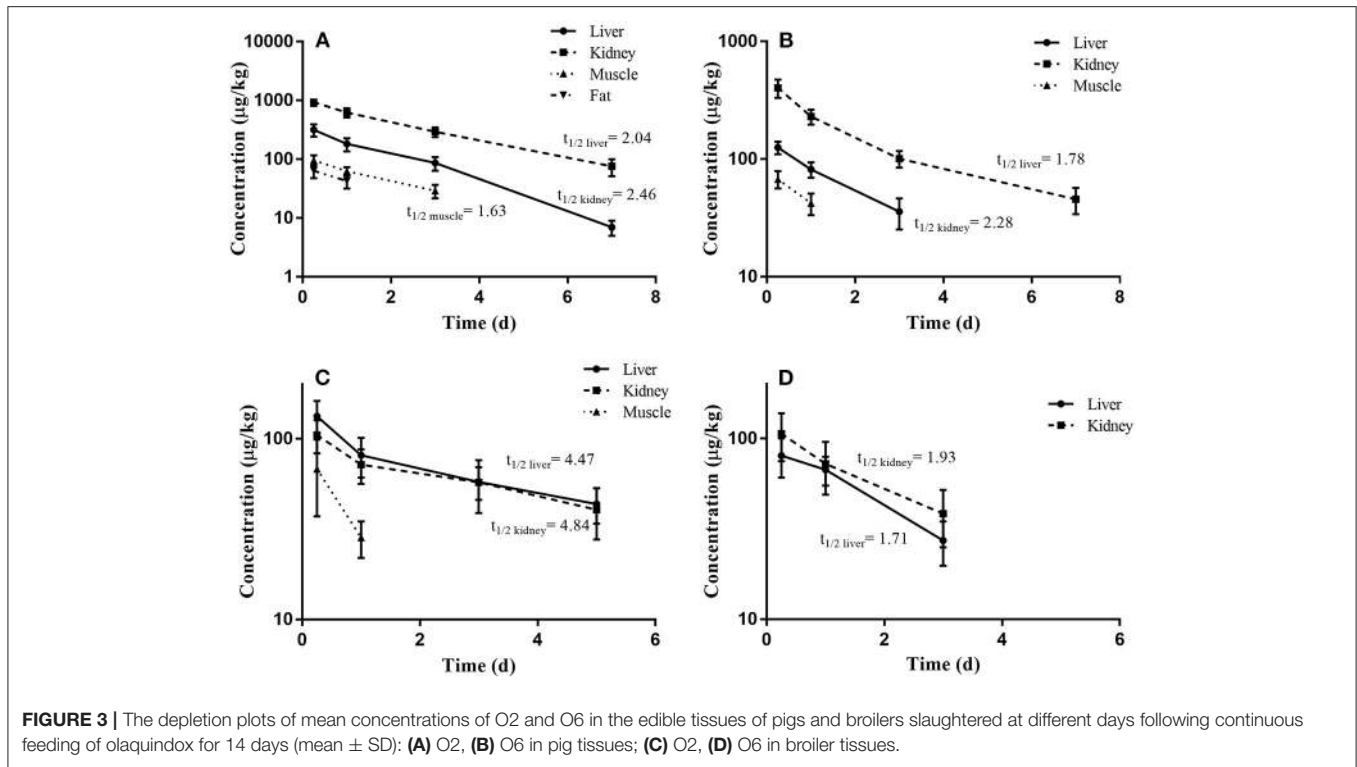 A
Liver
Kidney
Muscle
Fat
10000
1000
100
10
1
Concentration (µg/kg)
t1/2 liver= 2.04
t1/2 kidney= 2.46
t1/2 muscle= 1.63
0 2 4 6 8
Time (d)
B
Liver
Kidney
Muscle
1000
100
10
Concentration (µg/kg)
t1/2 liver= 1.78
t1/2 kidney= 2.28
0 2 4 6 8
Time (d)
C
Liver
Kidney
Muscle
100
10
Concentration (µg/kg)
t1/2 liver= 4.47
t1/2 kidney= 4.84
0 2 4 6
Time (d)
D
Liver
Kidney
100
10
Concentration (µg/kg)
t1/2 kidney= 1.93
t1/2 liver= 1.71
0 2 4 6
Time (d)
FIGURE 3 | The depletion plots of mean concentrations of O2 and O6 in the edible tissues of pigs and broilers slaughtered at different days following continuous
feeding of olaquindox for 14 days (mean ± SD): (A) O2, (B) O6 in pig tissues; (C) O2, (D) O6 in broiler tissues.